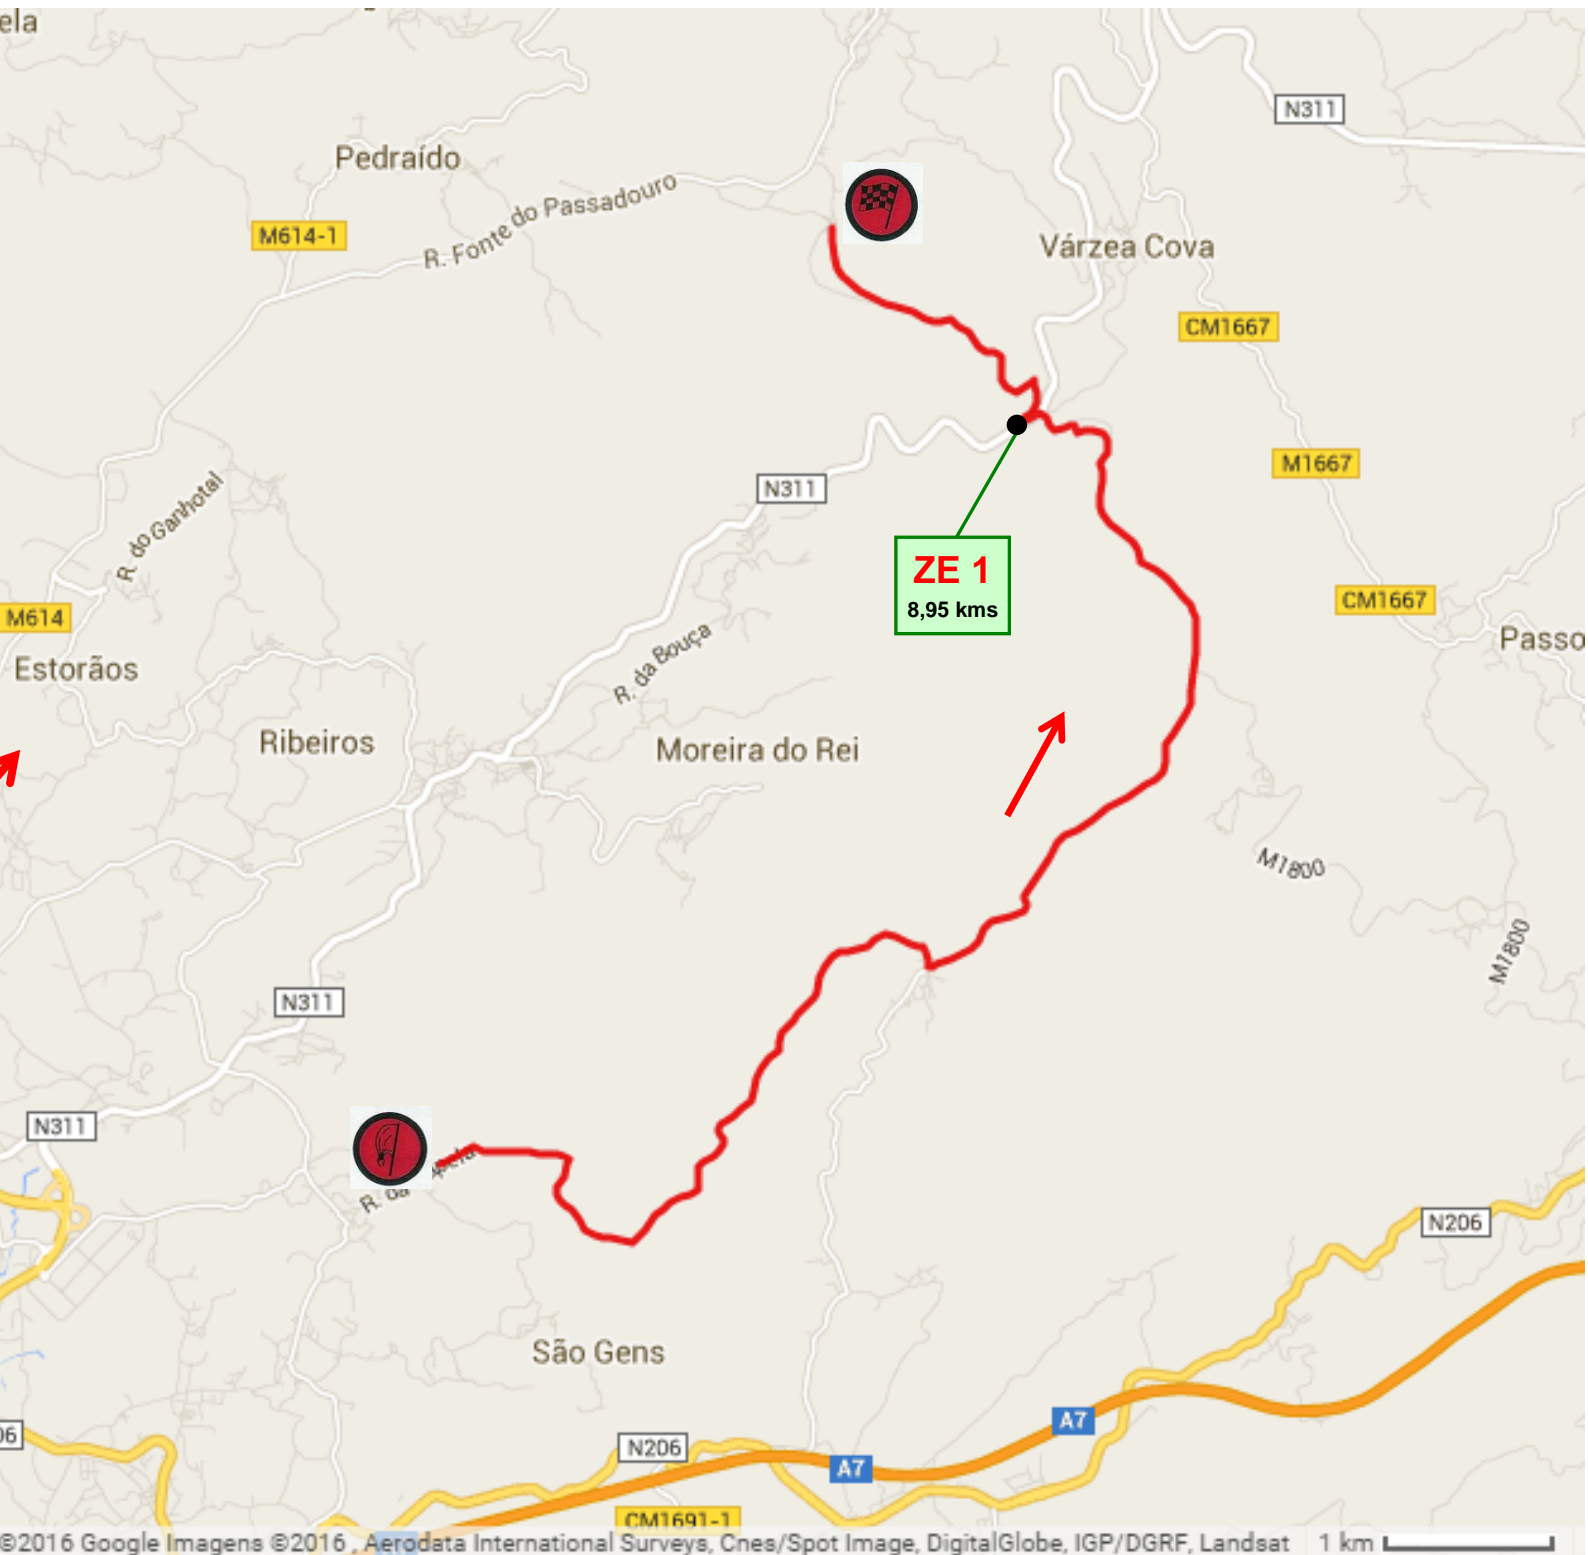 ela
N311
Pedraído
R. Fonte do Passadouro
M614-1
Várzea Cova
CM1667
M1667
N311
R. do Ganhotal
ZE 1
8,95 kms
CM1667
M614
R. da Bouça
Passo
Estorãos
Ribeiros
Moreira do Rei
M1800
M1800
N311
N311
R. da
N206
São Gens
A7
06
N206
A7
CM1691-1
©2016 Google Imagens ©2016 , Aerodata International Surveys, Cnes/Spot Image, DigitalGlobe, IGP/DGRF, Landsat 1 km